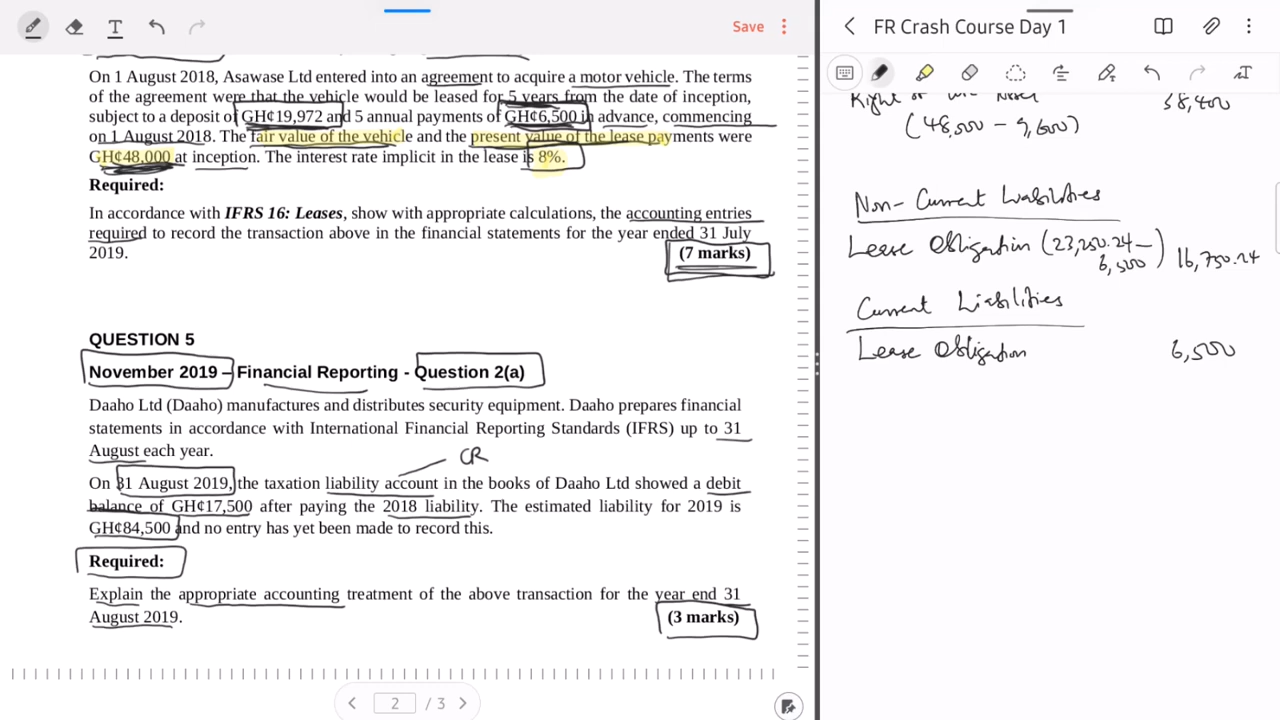 Save
On 1 August 2018, Asawase Ltd entered into an agreement to acquire a motor vehicle. The terms
of the agreement were that the vehicle would be leased for 5 years from the date of inception,
subject to a deposit of GH¢19,972 and 5 annual payments of GH¢6,500 in advance, commencing
on 1 August 2018. The fair value of the vehicle and the present value of the lease payments were
GH¢48,000 at inception. The interest rate implicit in the lease is 8%.
Required:
In accordance with IFRS 16: Leases, show with appropriate calculations, the accounting entries
required to record the transaction above in the financial statements for the year ended 31 July
2019.
(7 marks)
QUESTION 5
November 2019 – Financial Reporting - Question 2(a)
Daaho Ltd (Daaho) manufactures and distributes security equipment. Daaho prepares financial
statements in accordance with International Financial Reporting Standards (IFRS) up to 31
August each year.
CR
On 31 August 2019, the taxation liability account in the books of Daaho Ltd showed a debit
balance of GH¢17,500 after paying the 2018 liability. The estimated liability for 2019 is
GH¢84,500 and no entry has yet been made to record this.
Required:
Explain the appropriate accounting treatment of the above transaction for the year end 31
August 2019.
(3 marks)
2 / 3
FR Crash Course Day 1
Right of 38,400
(48,000 – 9,600)
Non-Current Liabilities
Lease Obligation (23,250.24 – 6,500) 16,750.24
Current Liabilities
Lease Obligation 6,500